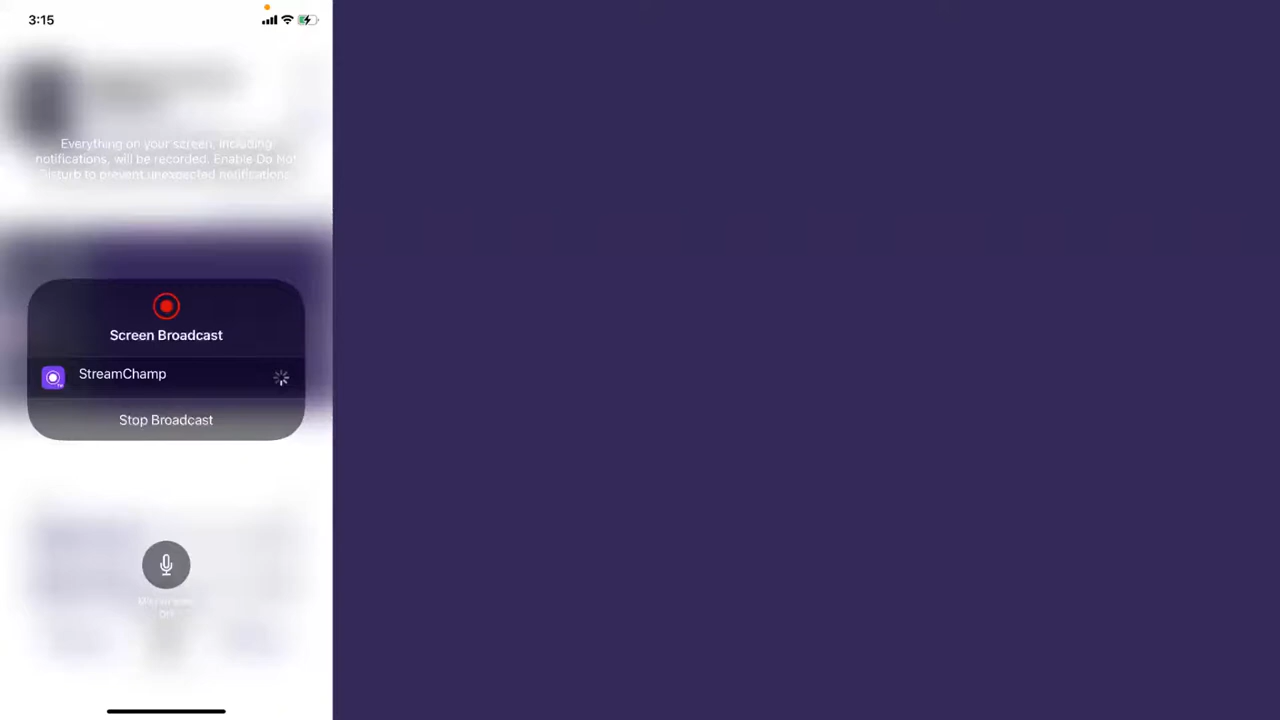 3:15
Everything on your screen, including
notifications, will be recorded. Enable Do Not
Disturb to prevent unexpected notifications.
Screen Broadcast
StreamChamp
Stop Broadcast
Off